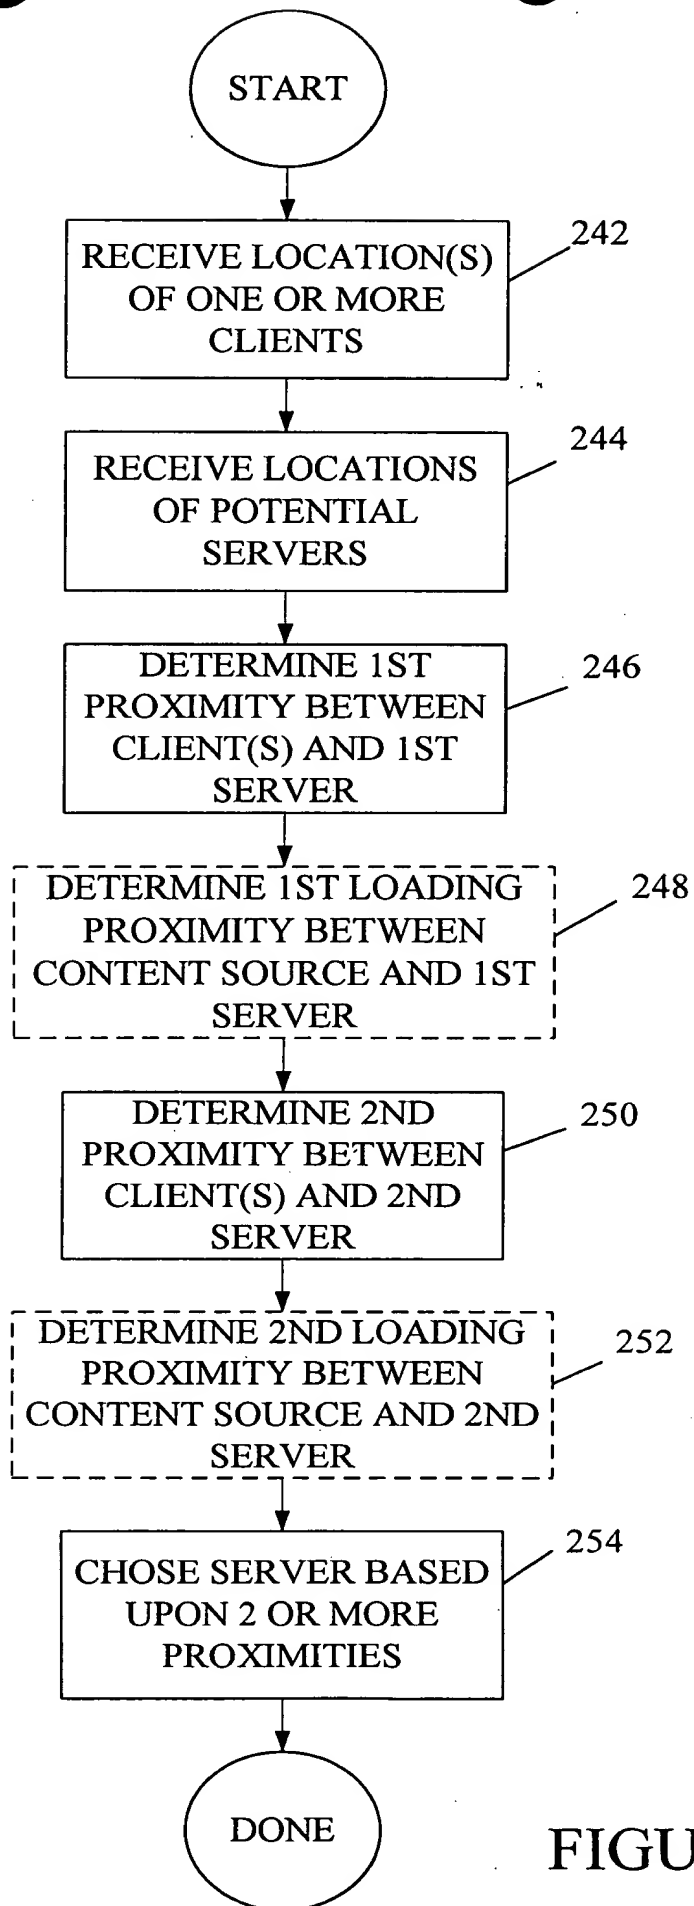 START
RECEIVE LOCATION(S)
OF ONE OR MORE
CLIENTS
242
RECEIVE LOCATIONS
OF POTENTIAL
SERVERS
244
DETERMINE 1ST
PROXIMITY BETWEEN
CLIENT(S) AND 1ST
SERVER
246
DETERMINE 1ST LOADING
PROXIMITY BETWEEN
CONTENT SOURCE AND 1ST
SERVER
248
DETERMINE 2ND
PROXIMITY BETWEEN
CLIENT(S) AND 2ND
SERVER
250
DETERMINE 2ND LOADING
PROXIMITY BETWEEN
CONTENT SOURCE AND 2ND
SERVER
252
CHOSE SERVER BASED
UPON 2 OR MORE
PROXIMITIES
254
DONE
FIGU